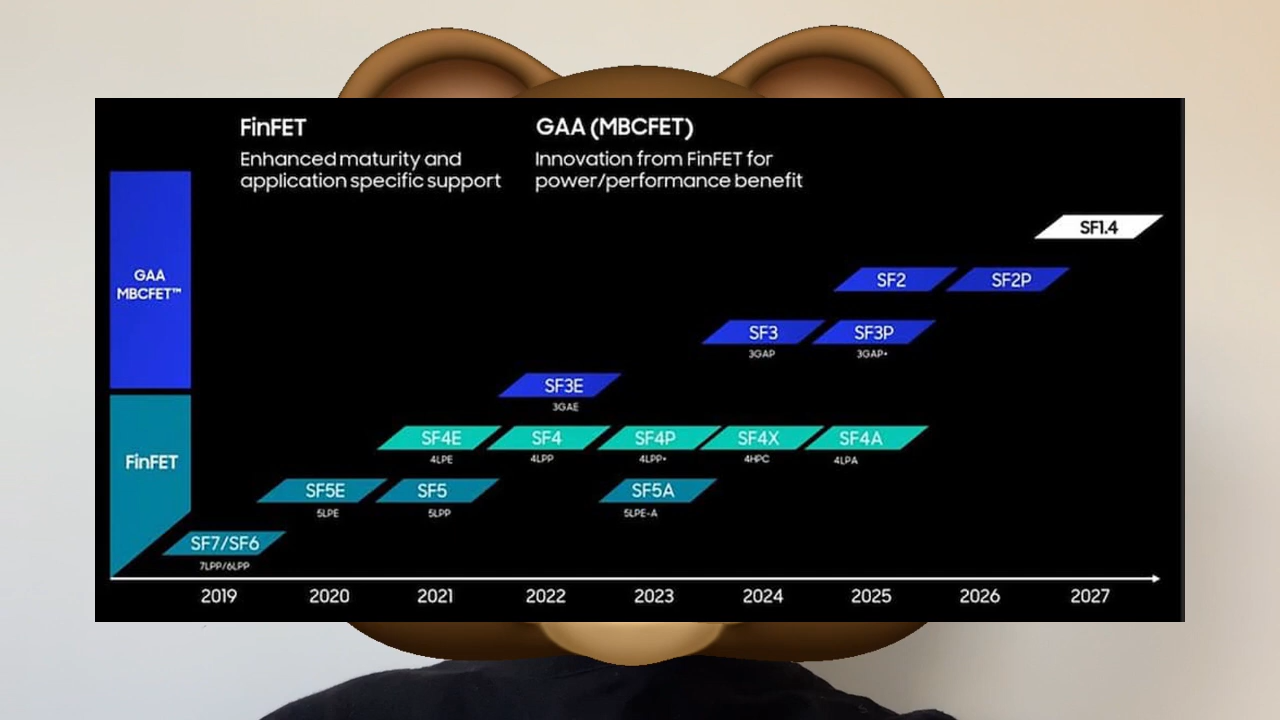 FinFET
Enhanced maturity and
application specific support
GAA (MBCFET)
Innovation from FinFET for
power/performance benefit
GAA
MBCFET™
FinFET
SF1.4
SF2
SF2P
SF3
3GAP
SF3P
3GAP+
SF3E
3GAE
SF4E
4LPE
SF4
4LPP
SF4P
4LPP+
SF4X
4HPC
SF4A
4LPA
SF5E
5LPE
SF5
5LPP
SF5A
5LPE-A
SF7/SF6
7LPP/6LPP
2019 2020 2021 2022 2023 2024 2025 2026 2027